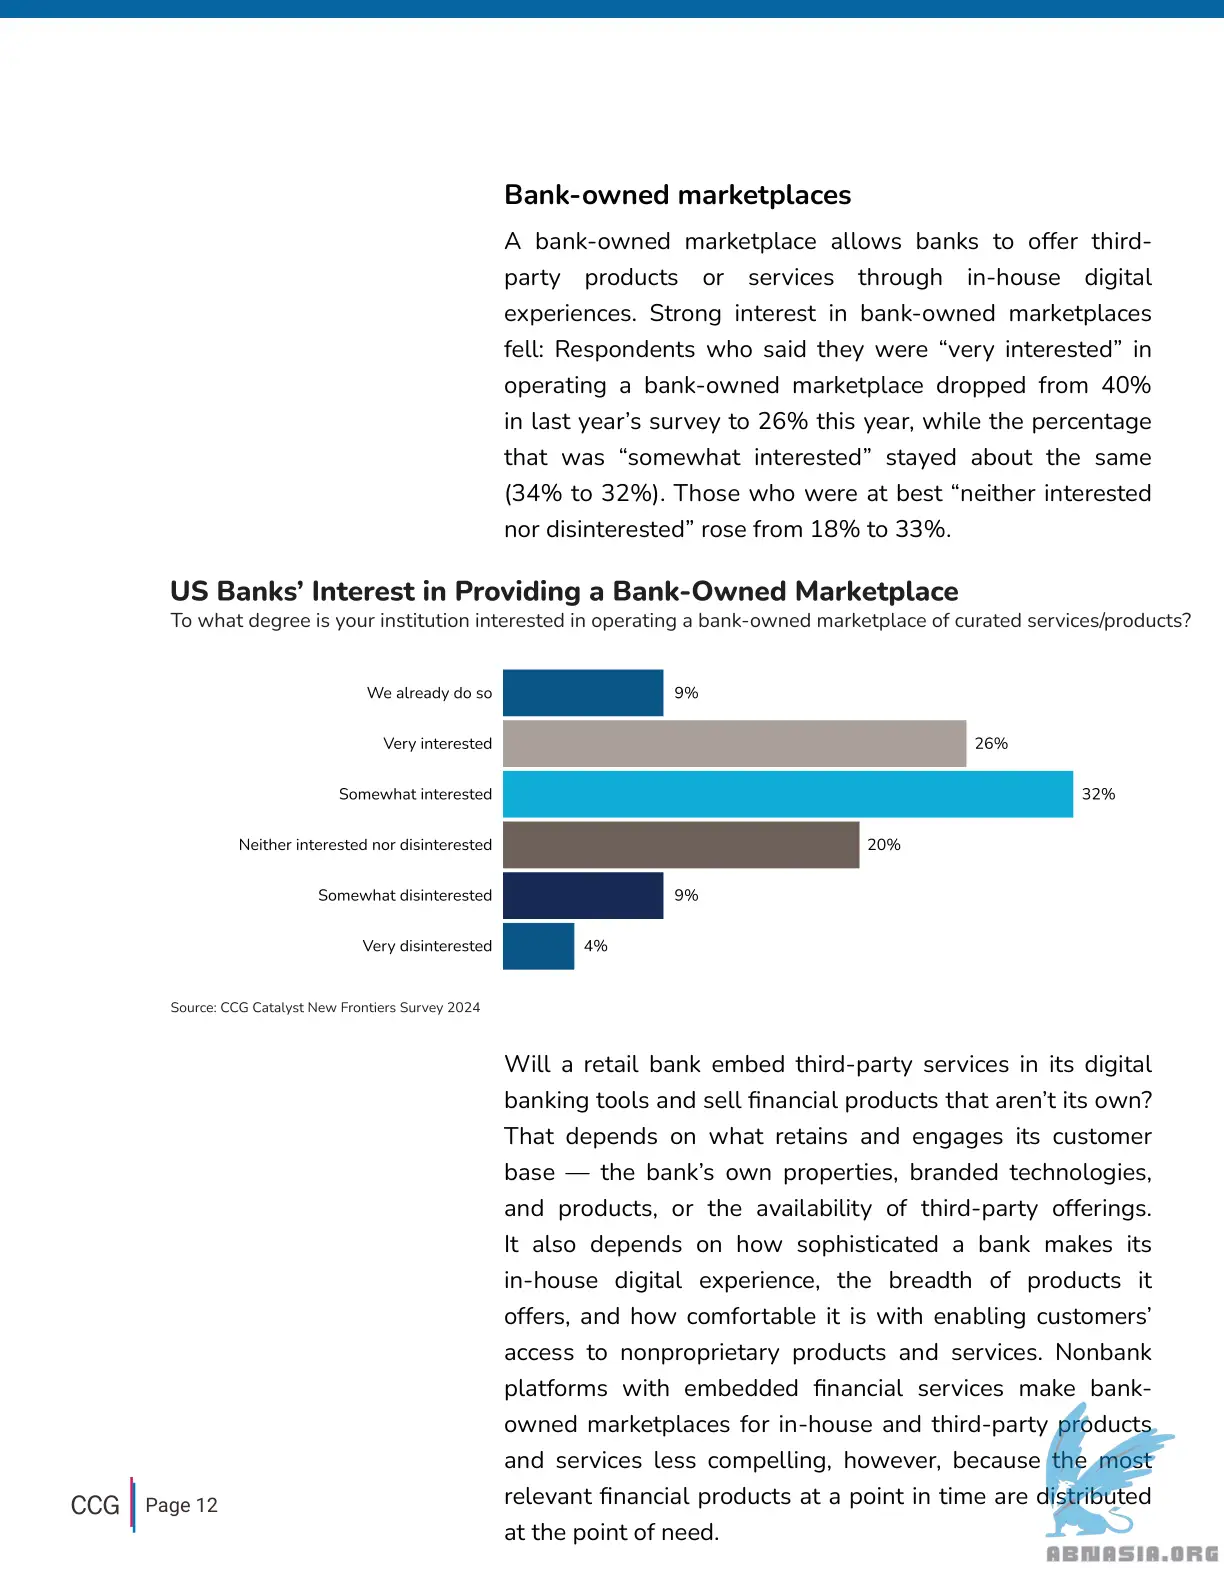 Bank-owned marketplaces
A bank-owned marketplace allows banks to offer third-
party products or services through in-house digital
experiences. Strong interest in bank-owned marketplaces
fell: Respondents who said they were “very interested” in
operating a bank-owned marketplace dropped from 40%
in last year’s survey to 26% this year, while the percentage
that was “somewhat interested” stayed about the same
(34% to 32%). Those who were at best “neither interested
nor disinterested” rose from 18% to 33%.
US Banks’ Interest in Providing a Bank-Owned Marketplace
To what degree is your institution interested in operating a bank-owned marketplace of curated services/products?
We already do so 9%
Very interested 26%
Somewhat interested 32%
Neither interested nor disinterested 20%
Somewhat disinterested 9%
Very disinterested 4%
Source: CCG Catalyst New Frontiers Survey 2024
Will a retail bank embed third-party services in its digital
banking tools and sell financial products that aren’t its own?
That depends on what retains and engages its customer
base — the bank’s own properties, branded technologies,
and products, or the availability of third-party offerings.
It also depends on how sophisticated a bank makes its
in-house digital experience, the breadth of products it
offers, and how comfortable it is with enabling customers’
access to nonproprietary products and services. Nonbank
platforms with embedded financial services make bank-
owned marketplaces for in-house and third-party products
and services less compelling, however, because the most
relevant financial products at a point in time are distributed
at the point of need.
CCG Page 12
ABNASIA.ORG